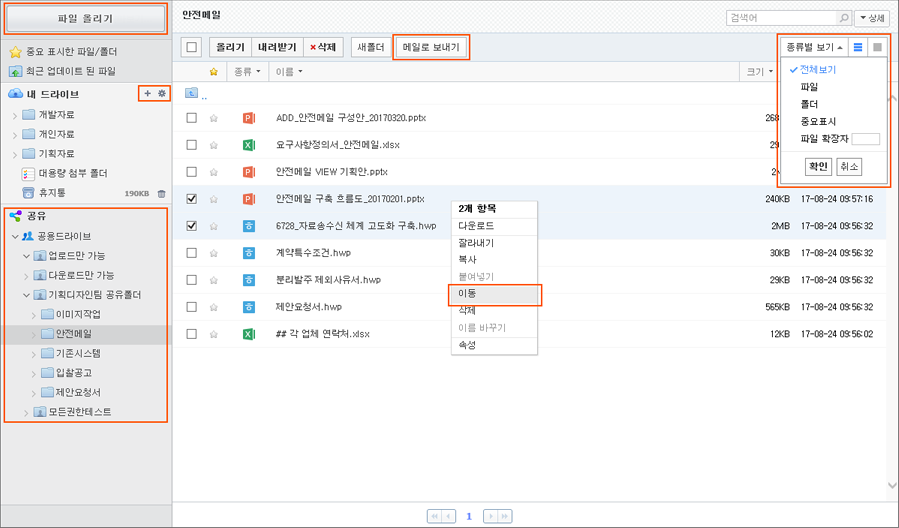 파일 올리기
중요 표시한 파일/폴더
최근 업데이트 된 파일
내 드라이브
개발자료
개인자료
기획자료
대용량 첨부 폴더
휴지통 190KB
공유
공용드라이브
업로드만 가능
다운로드만 가능
기획디자인팀 공유폴더
이미지작업
안전메일
기존시스템
입찰공고
제안요청서
모든권한테스트
안전메일
검색어 상세
올리기 내려받기 ×삭제 새폴더 메일로 보내기 종류별 보기
종류 이름 크기
..
ADD_안전메일 구성안_20170320.pptx
요구사항정의서_안전메일.xlsx
안전메일 VIEW 기획안.pptx
안전메일 구축 흐름도_20170201.pptx 240KB 17-08-24 09:57:16
6728_자료송수신 체계 고도화 구축.hwp 2MB 17-08-24 09:56:32
계약특수조건.hwp 30KB 17-08-24 09:56:32
분리발주 제외사유서.hwp 29KB 17-08-24 09:56:32
제안요청서.hwp 565KB 17-08-24 09:56:32
## 각 업체 연락처.xlsx 12KB 17-08-24 09:56:02
2개 항목
다운로드
잘라내기
복사
붙여넣기
이동
삭제
이름 바꾸기
속성
전체보기
파일
폴더
중요표시
파일 확장자
확인 취소
1